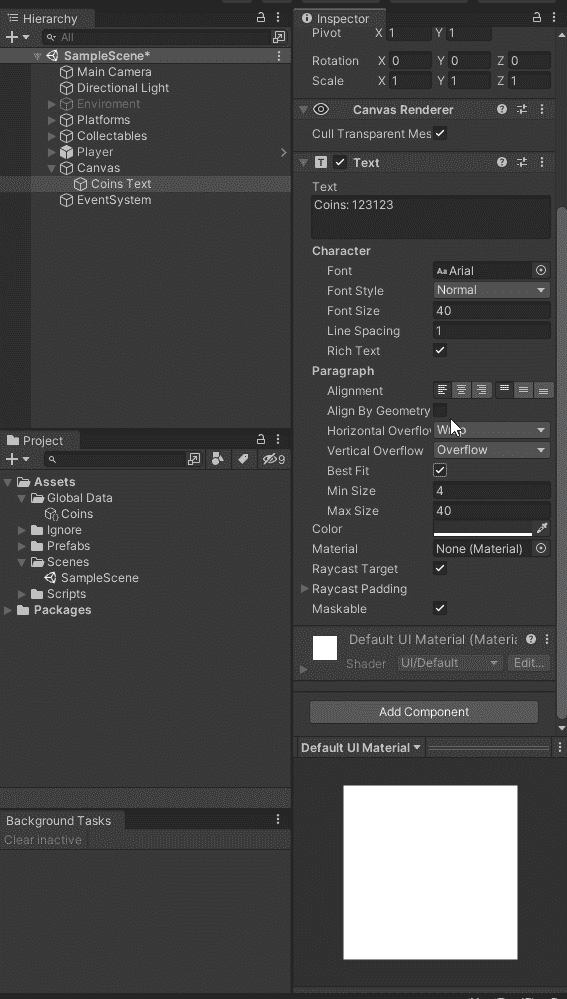 Hierarchy
All
SampleScene*
Main Camera
Directional Light
Enviroment
Platforms
Collectables
Player
Canvas
Coins Text
EventSystem
Project
9
Assets
Global Data
Coins
Ignore
Prefabs
Scenes
SampleScene
Scripts
Packages
Background Tasks
Clear inactive
Inspector
Pivot X 1 Y 1
Rotation X 0 Y 0 Z 0
Scale X 1 Y 1 Z 1
Canvas Renderer
Cull Transparent Mes
T Text
Text
Coins: 123123
Character
Font Aa Arial
Font Style Normal
Font Size 40
Line Spacing 1
Rich Text
Paragraph
Alignment
Align By Geometry
Horizontal Overflow
Vertical Overflow Overflow
Best Fit
Min Size 4
Max Size 40
Color
Material None (Material)
Raycast Target
Raycast Padding
Maskable
Default UI Material (Materia
Shader UI/Default Edit...
Add Component
Default UI Material